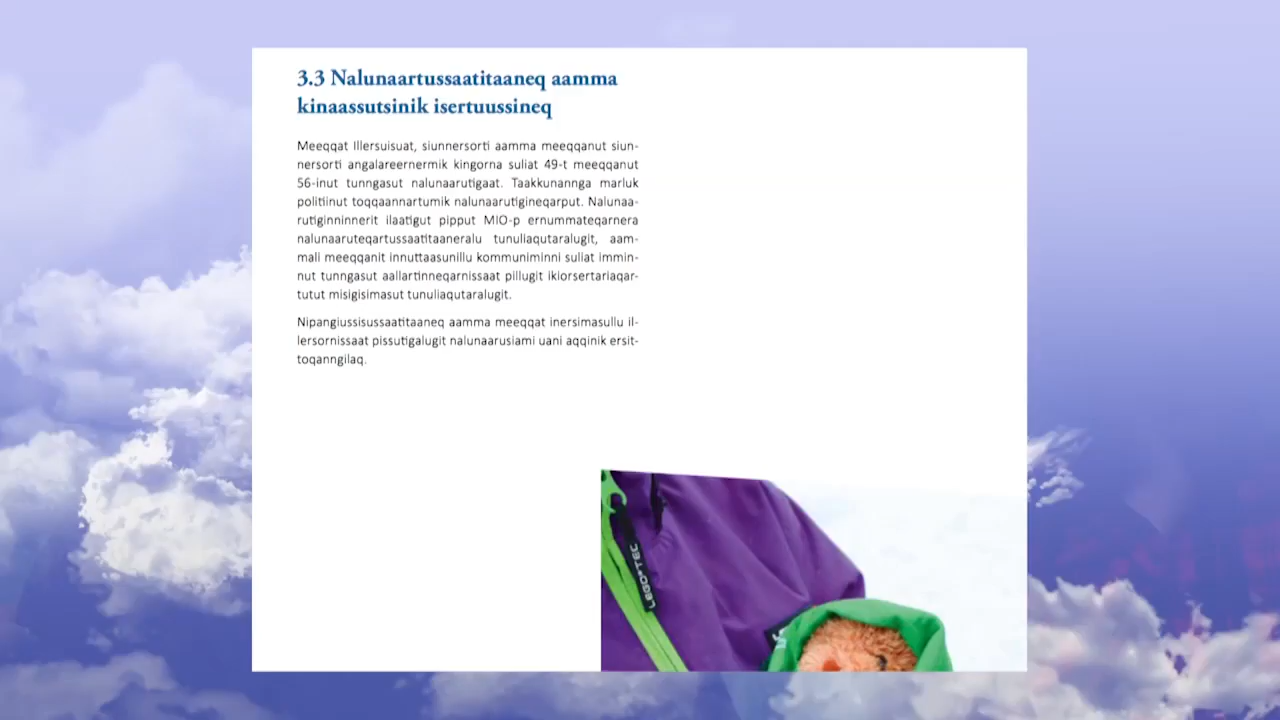 3.3 Nalunaartussaatitaaneq aamma
kinaassutsinik isertuussineq
Meeqqat Illersuisuat, siunnersorti aamma meeqqanut siun-
nersorti angalareernermik kingorna suliat 49-t meeqqanut
56-inut tunngasut nalunaarutigaat. Taakkunannga marluk
politiinut toqqaannartumik nalunaarutigineqarput. Nalunaa-
rutiginninnerit ilaatigut pipput MIO-p ernummateqarnera
nalunaaruteqartussaatitaaneralu tunuliaqutaralugit, aam-
mali meeqqanit innuttaasunillu kommuniminni suliat immin-
nut tunngasut aallartinneqarnissaat pillugit ikiorsertariaqar-
tutut misigisimasut tunuliaqutaralugit.
Nipangiussisussaatitaaneq aamma meeqqat inersimasullu il-
lersornissaat pissutigalugit nalunaarusiami uani aqqinik ersit-
toqanngilaq.
LEGO®TEC